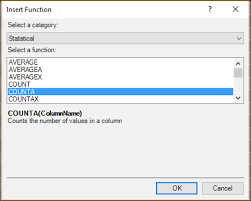 Insert Function
?
Select a category:
Statistical
Select a function:
AVERAGE
AVERAGEA
AVERAGEX
COUNT
COUNTA
COUNTAX
COUNTA(ColumnName)
Counts the number of values in a column
OK
Cancel